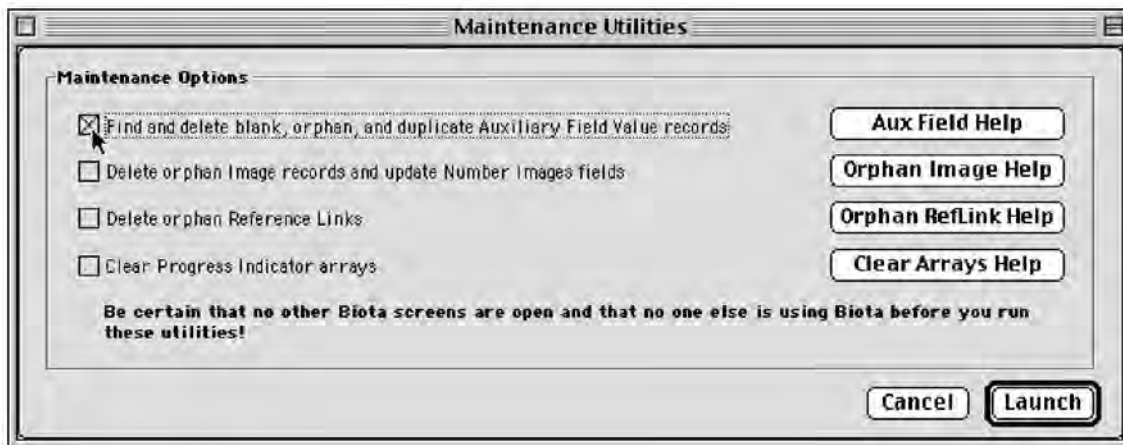 Maintenance Utilities
Maintenance Options
Find and delete blank, orphan, and duplicate Auxiliary Field Value records
Aux Field Help
Delete orphan Image records and update Number Images fields
Orphan Image Help
Delete orphan Reference Links
Orphan RefLink Help
Clear Progress Indicator arrays
Clear Arrays Help
Be certain that no other Biota screens are open and that no one else is using Biota before you run
these utilities!
Cancel
Launch